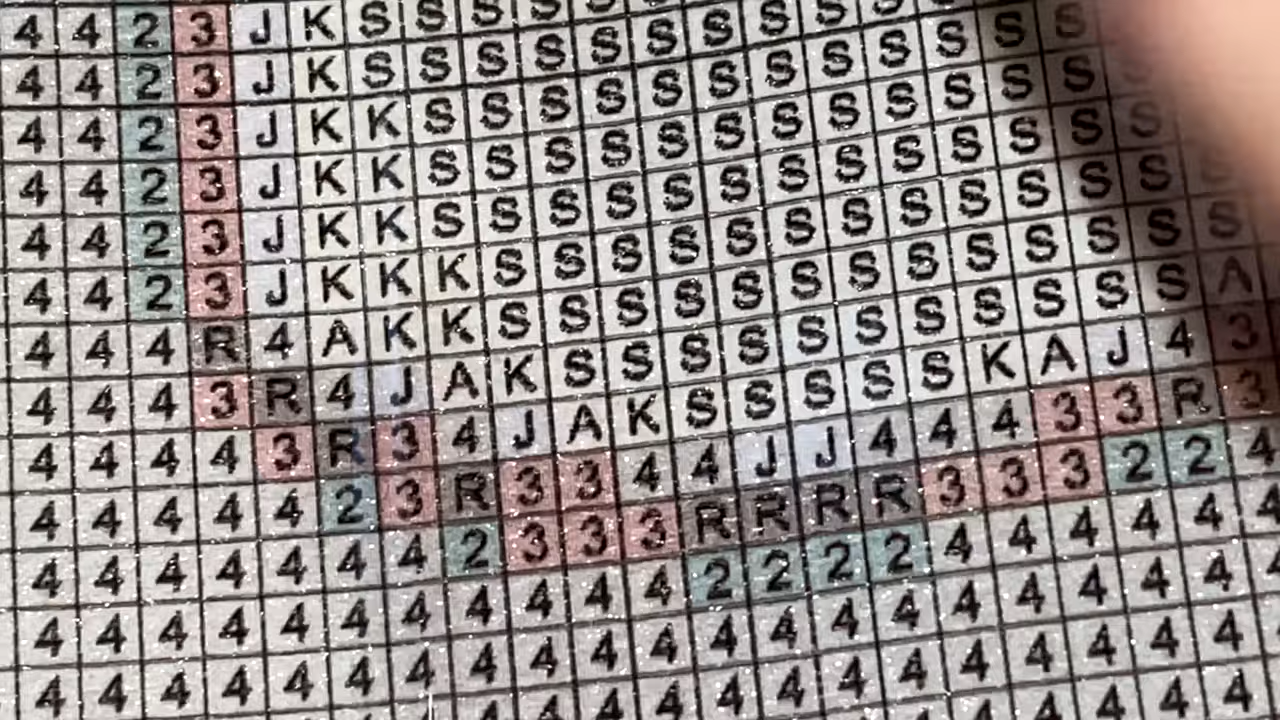 4 4 2 3 J K S S S S
4 4 2 3 J K S S S S S S S S S
4 4 2 3 J K K S S S S S S S S S S S S
4 4 2 3 J K K S S S S S S S S S S S S
4 4 2 3 J K K S S S S S S S S S S S S S
4 4 2 3 J K K K S S S S S S S S S S S S
4 4 4 R 4 A K K S S S S S S S S S S S S S
4 4 4 3 R 4 J A K S S S S S S S S S S S A
4 4 4 4 3 R 3 4 J A K S S S S S K A J 4 3
4 4 4 4 4 2 3 R 3 3 4 4 J J 4 4 4 3 3 R 3
4 4 4 4 4 4 4 2 3 3 3 R R R R 3 3 3 2 2 4
4 4 4 4 4 4 4 4 4 4 4 2 2 2 2 4 4 4 4 4 4
4 4 4 4 4 4 4 4 4 4 4 4 4 4 4 4 4 4 4 4
4 4 4 4 4 4 4 4 4 4 4 4 4
4 4 4 4 4